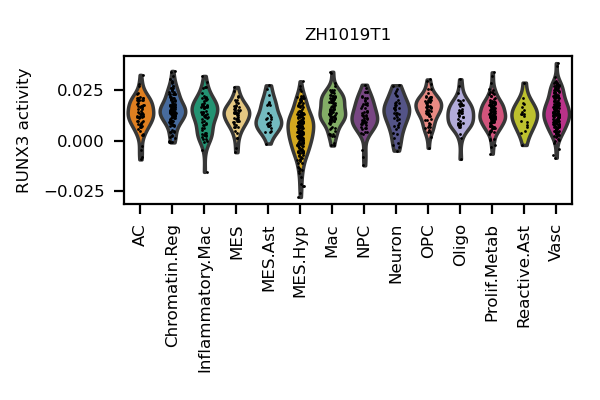 ZH1019T1
RUNX3 activity
0.025
0.000
−0.025
AC
Chromatin.Reg
Inflammatory.Mac
MES
MES.Ast
MES.Hyp
Mac
NPC
Neuron
OPC
Oligo
Prolif.Metab
Reactive.Ast
Vasc